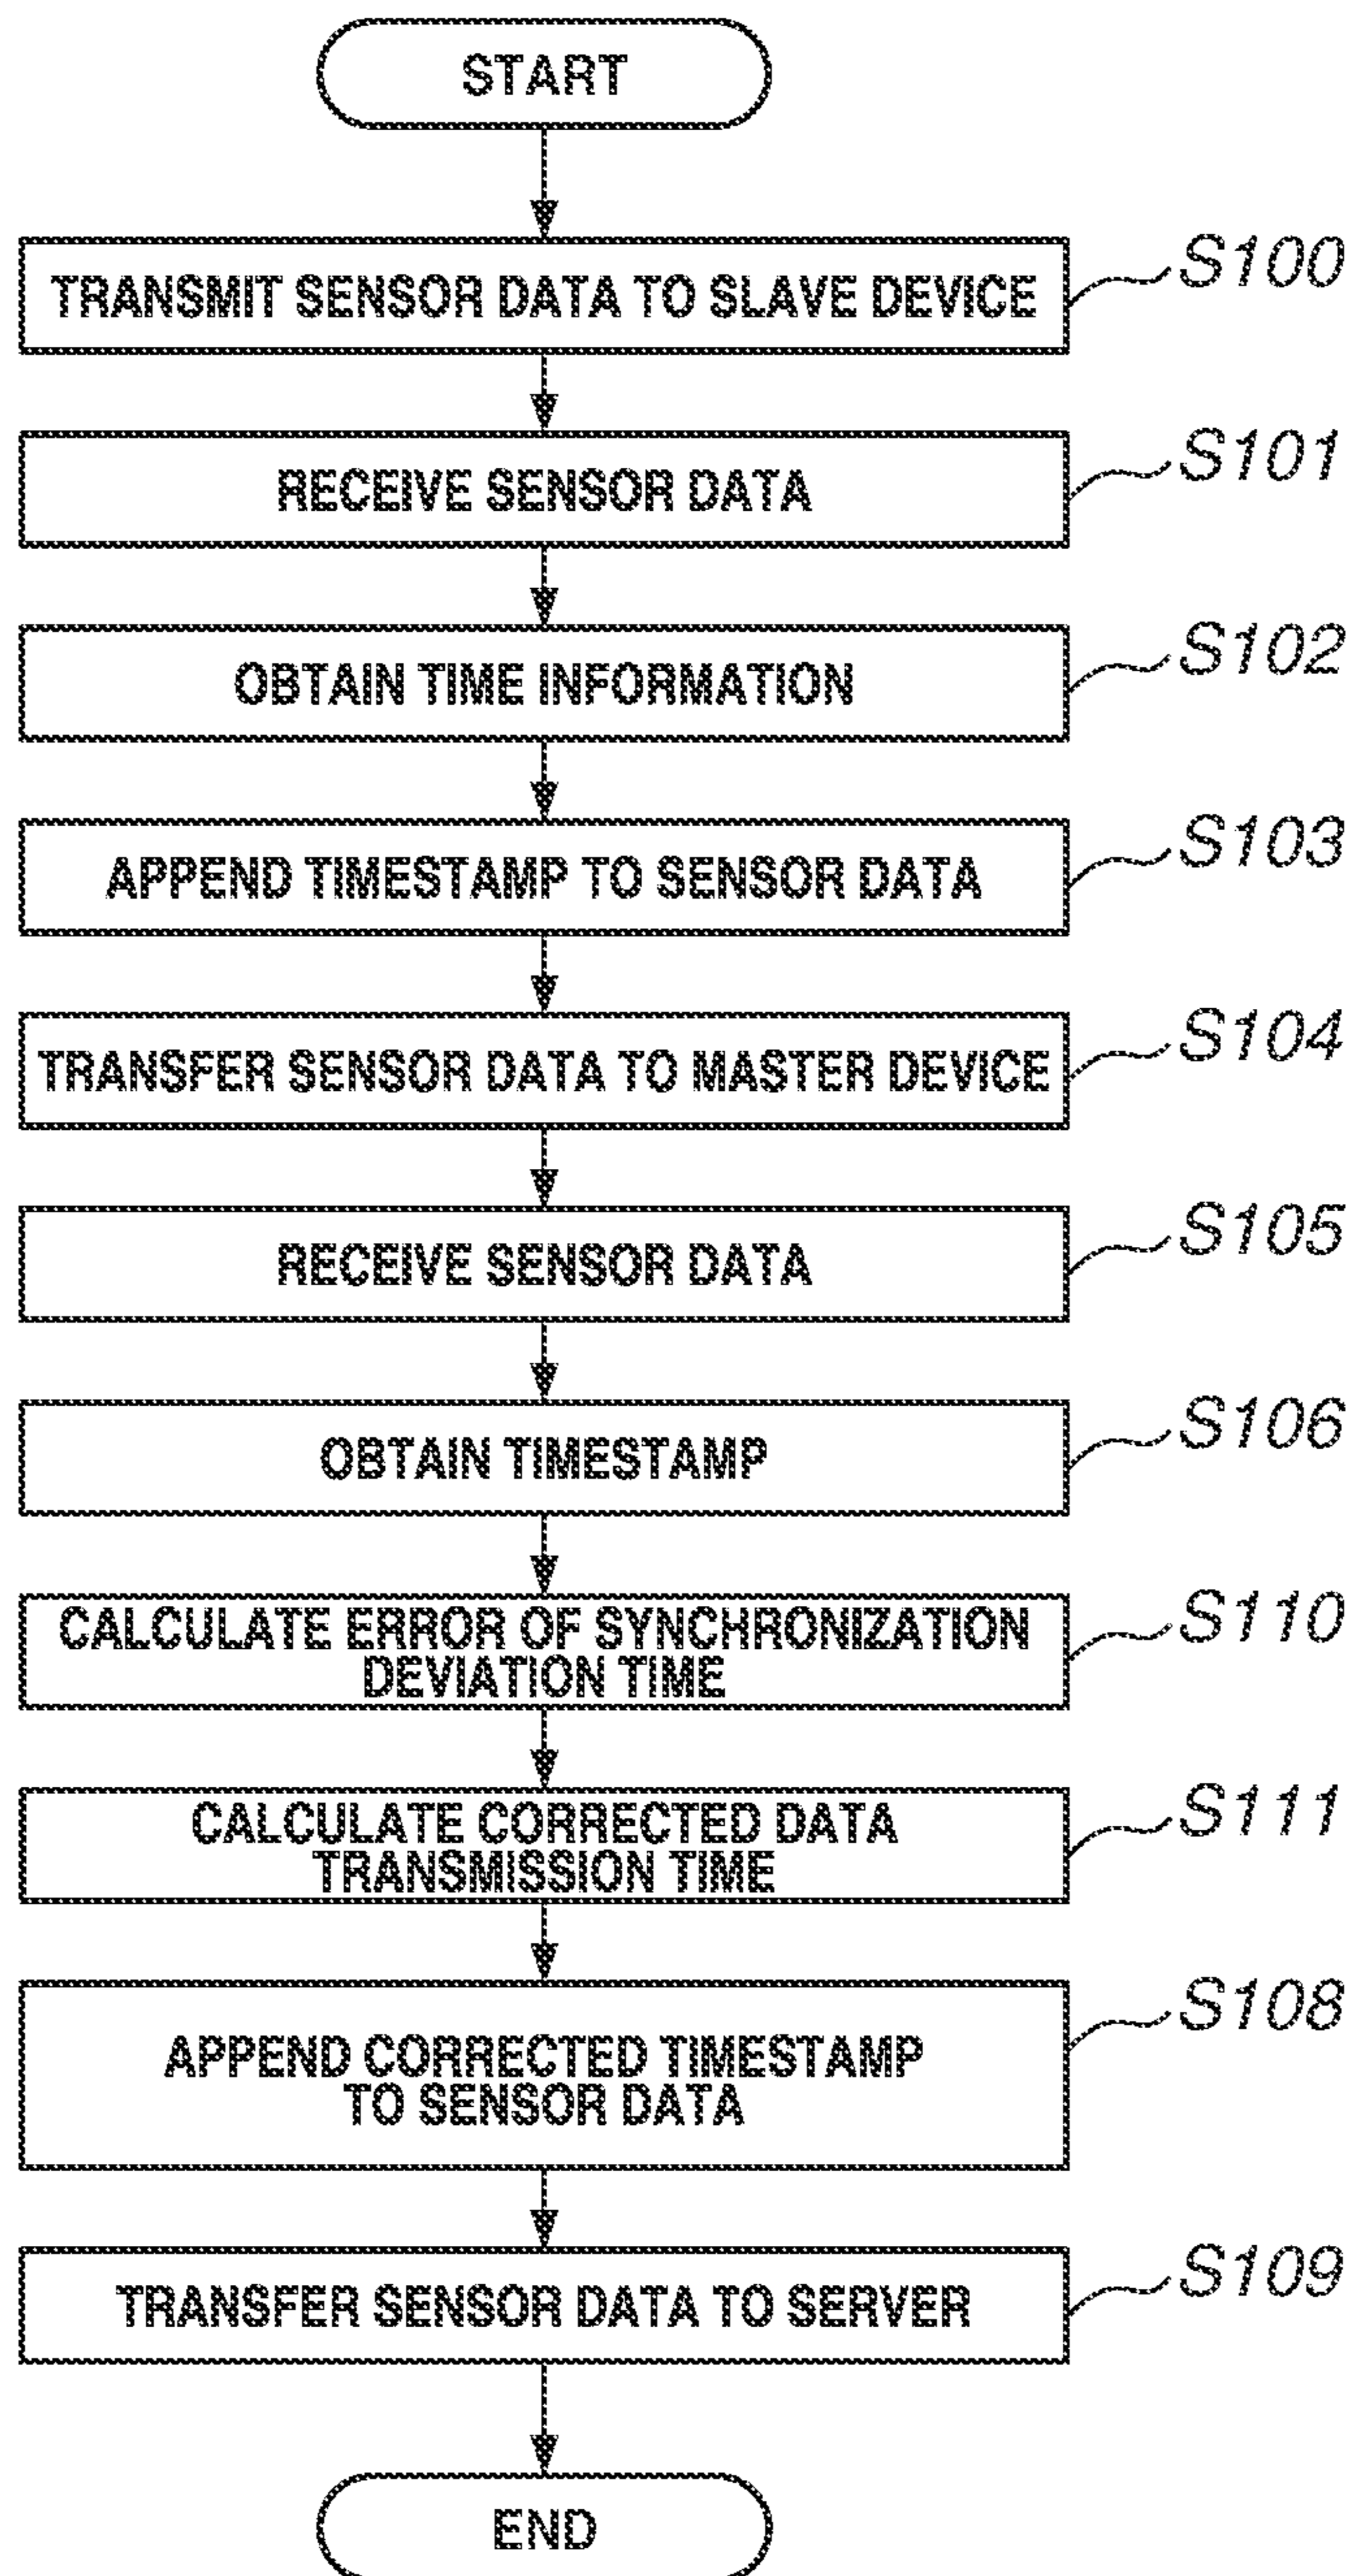 START
TRANSMIT SENSOR DATA TO SLAVE DEVICE
S100
RECEIVE SENSOR DATA
S101
OBTAIN TIME INFORMATION
S102
APPEND TIMESTAMP TO SENSOR DATA
S103
TRANSFER SENSOR DATA TO MASTER DEVICE
S104
RECEIVE SENSOR DATA
S105
OBTAIN TIMESTAMP
S106
CALCULATE ERROR OF SYNCHRONIZATION
DEVIATION TIME
S110
CALCULATE CORRECTED DATA
TRANSMISSION TIME
S111
APPEND CORRECTED TIMESTAMP
TO SENSOR DATA
S108
TRANSFER SENSOR DATA TO SERVER
S109
END